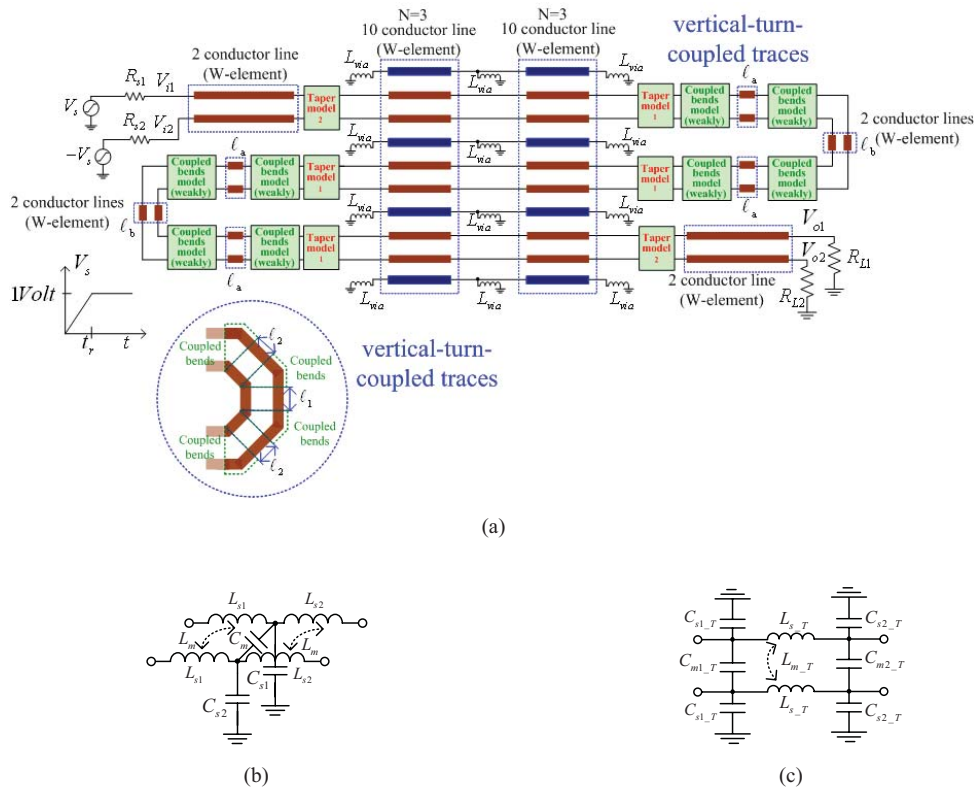 N=3
N=3
10 conductor line
(W-element)
10 conductor line
(W-element)
vertical-turn-
coupled traces
2 conductor line
(W-element)
L_via
L_via
L_via
R_s1
V_i1
V_s
R_s2
V_i2
−V_s
Taper
model
2
L_via
L_via
L_via
Taper
model
1
Coupled
bends
model
(weakly)
ℓ_a
Coupled
bends
model
(weakly)
2 conductor lines
(W-element)
ℓ_b
ℓ_a
Coupled
bends
model
(weakly)
Coupled
bends
model
(weakly)
Taper
model
1
Taper
model
1
Coupled
bends
model
(weakly)
Coupled
bends
model
(weakly)
ℓ_a
2 conductor lines
(W-element)
ℓ_b
L_via
L_via
L_via
Coupled
bends
model
(weakly)
Coupled
bends
model
(weakly)
Taper
model
1
ℓ_a
Taper
model
2
V_o1
V_o2
R_L1
R_L2
2 conductor line
(W-element)
L_via
L_via
L_via
V_s
1Volt
t_r
t
Coupled
bends
ℓ_2
Coupled
bends
ℓ_1
Coupled
bends
Coupled
bends
ℓ_2
vertical-turn-
coupled traces
(a)
L_s1
L_s2
L_m
C_m
L_m
L_s1
C_s1
L_s2
C_s2
(b)
C_s1_T
L_s_T
C_s2_T
C_m1_T
L_m_T
C_m2_T
C_s1_T
L_s_T
C_s2_T
(c)